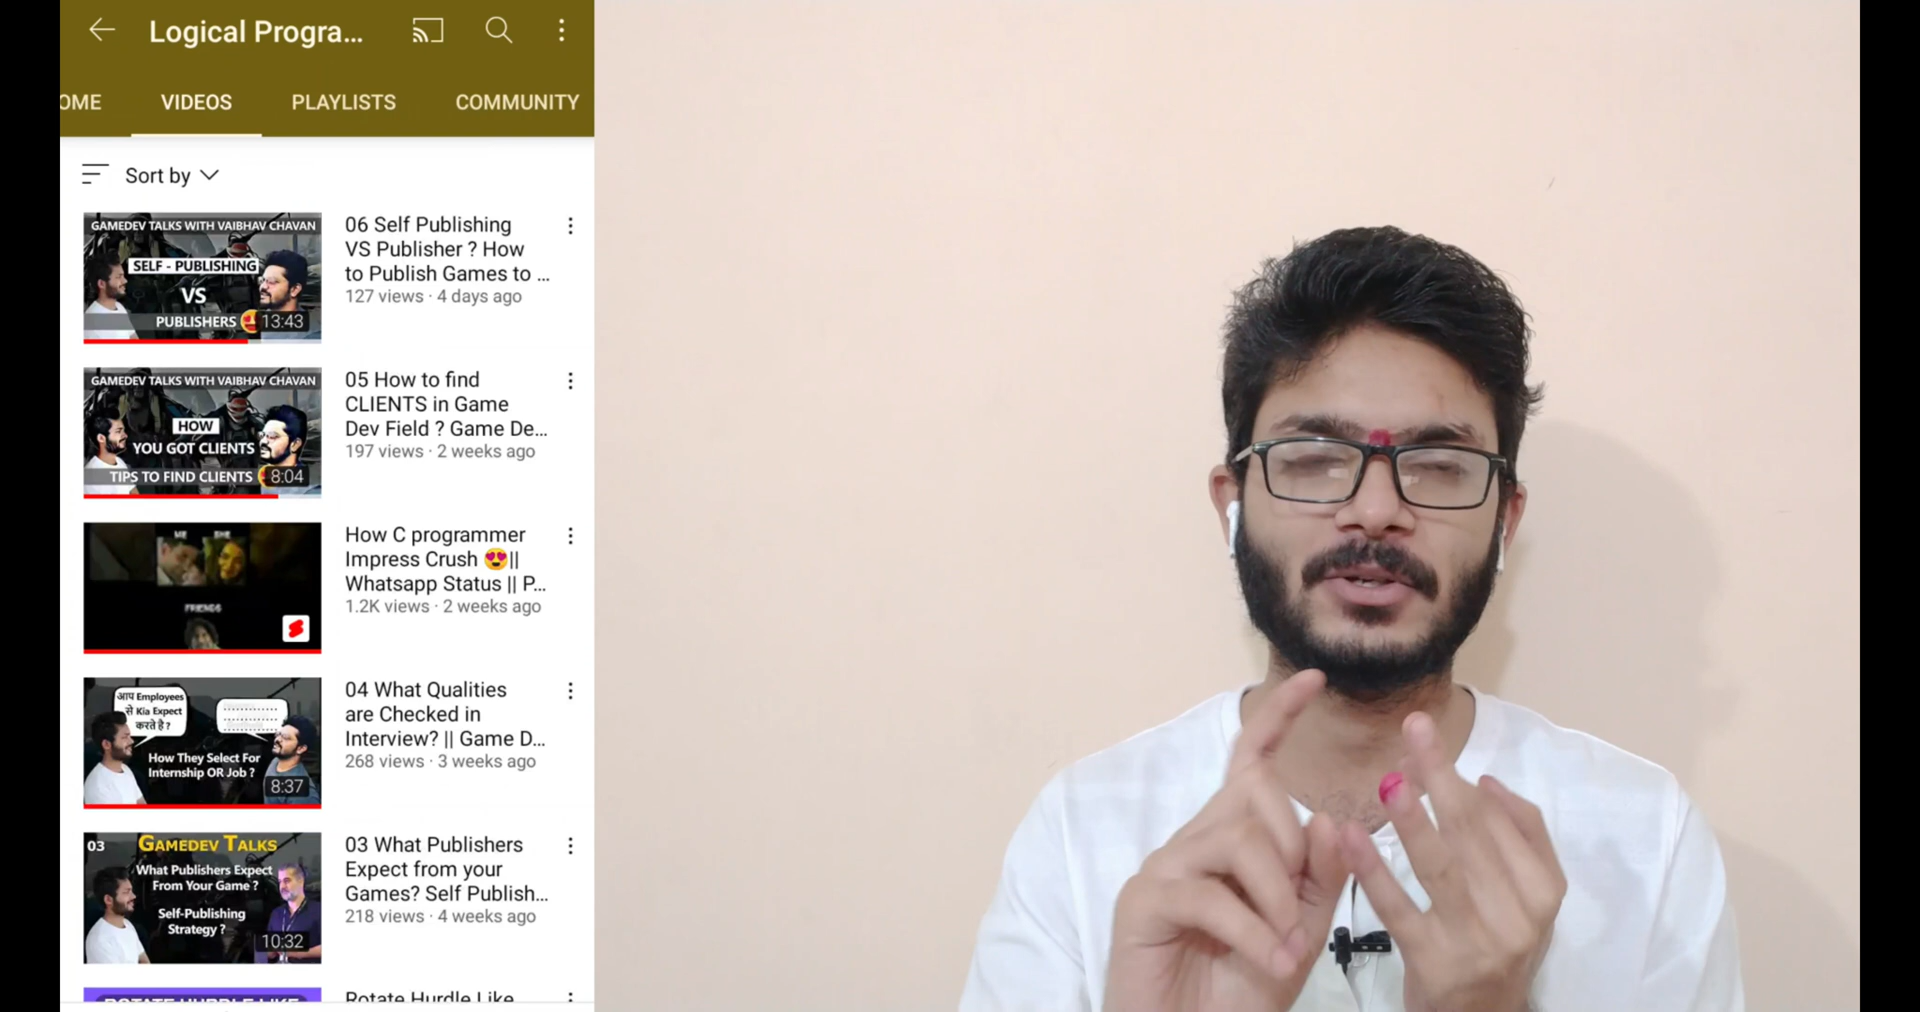 Logical Progra...
OME VIDEOS PLAYLISTS COMMUNITY
Sort by
GAMEDEV TALKS WITH VAIBHAV CHAVAN
SELF - PUBLISHING
VS
PUBLISHERS
13:43
06 Self Publishing
VS Publisher ? How
to Publish Games to ...
127 views · 4 days ago
GAMEDEV TALKS WITH VAIBHAV CHAVAN
HOW
YOU GOT CLIENTS
TIPS TO FIND CLIENTS
8:04
05 How to find
CLIENTS in Game
Dev Field ? Game De...
197 views · 2 weeks ago
ME SHE
FRIENDS
How C programmer
Impress Crush 😍||
Whatsapp Status || P...
1.2K views · 2 weeks ago
आप Employees
से Kia Expect
करते है ?
How They Select For
Internship OR Job ?
8:37
04 What Qualities
are Checked in
Interview? || Game D...
268 views · 3 weeks ago
03 GAMEDEV TALKS
What Publishers Expect
From Your Game ?
Self-Publishing
Strategy ?
10:32
03 What Publishers
Expect from your
Games? Self Publish...
218 views · 4 weeks ago
ROTATE HURDLE LIKE
Rotate Hurdle Like